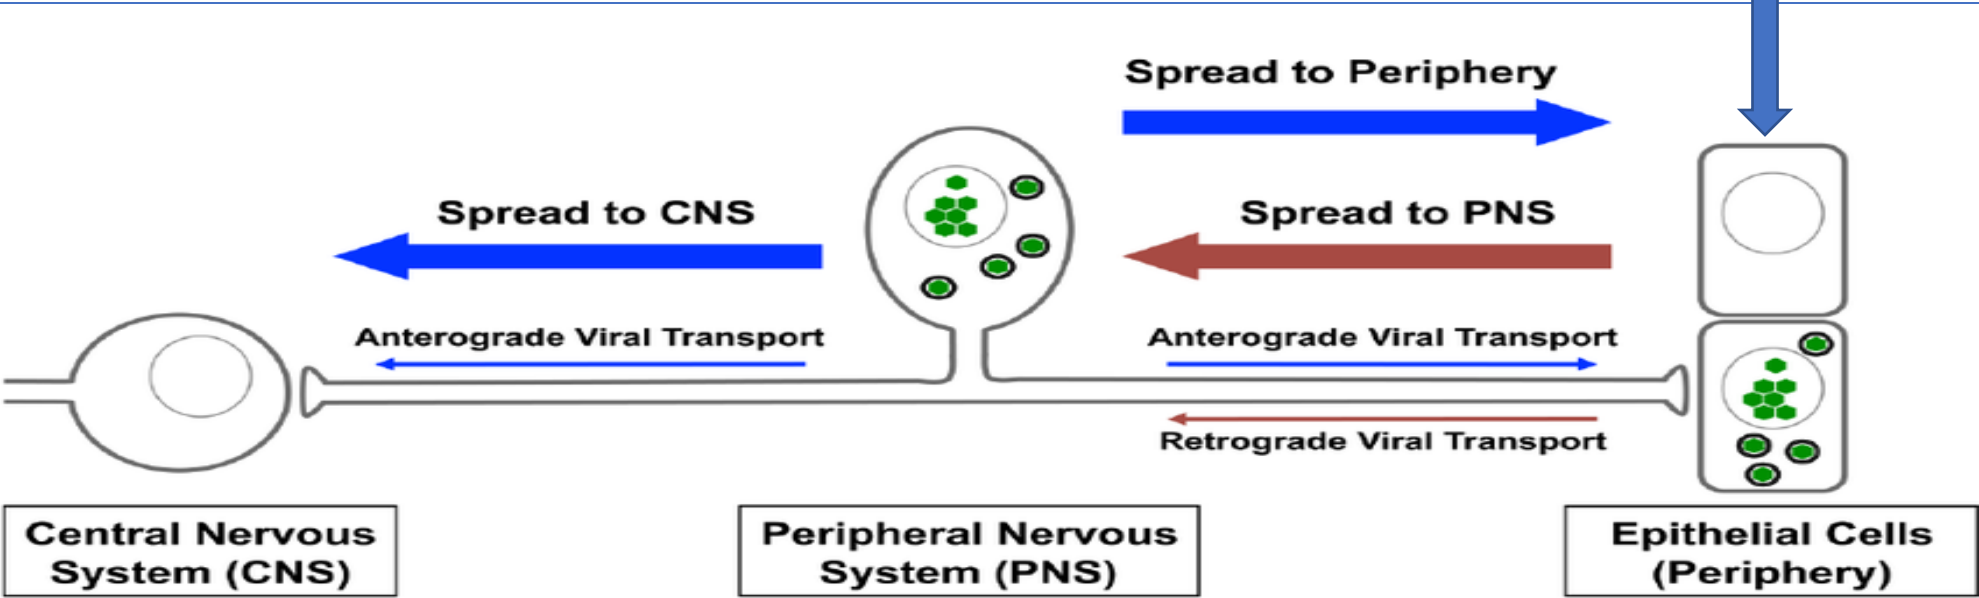 Spread to Periphery
Spread to CNS
Spread to PNS
Anterograde Viral Transport
Anterograde Viral Transport
Retrograde Viral Transport
Central Nervous
System (CNS)
Peripheral Nervous
System (PNS)
Epithelial Cells
(Periphery)